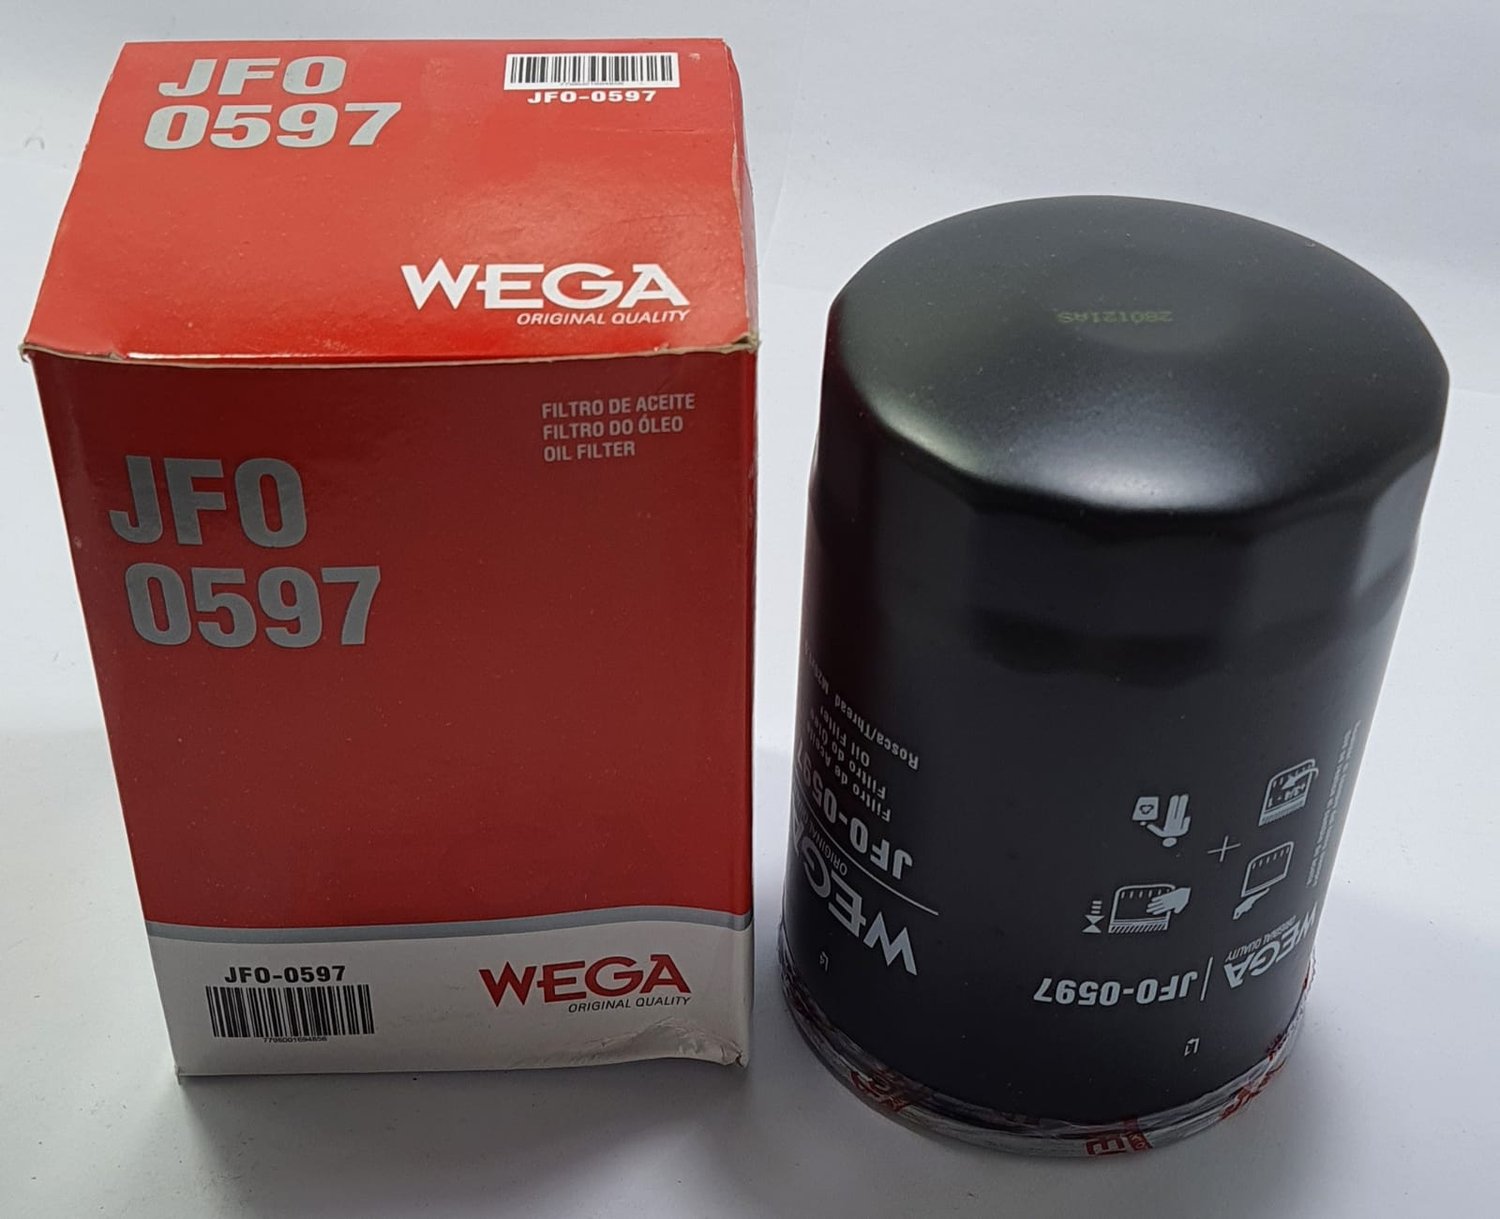 JFO
0597
JFO-0597
WEGA
ORIGINAL QUALITY
FILTRO DE ACEITE
FILTRO DO ÓLEO
OIL FILTER
JFO
0597
JFO-0597
WEGA
ORIGINAL QUALITY
280121AS
WEGA
JFO-0597
Filtro de Aceite
Filtro do Óleo
Oil Filter
Rosca/Thread
L4
WEGA
ORIGINAL QUALITY
JFO-0597